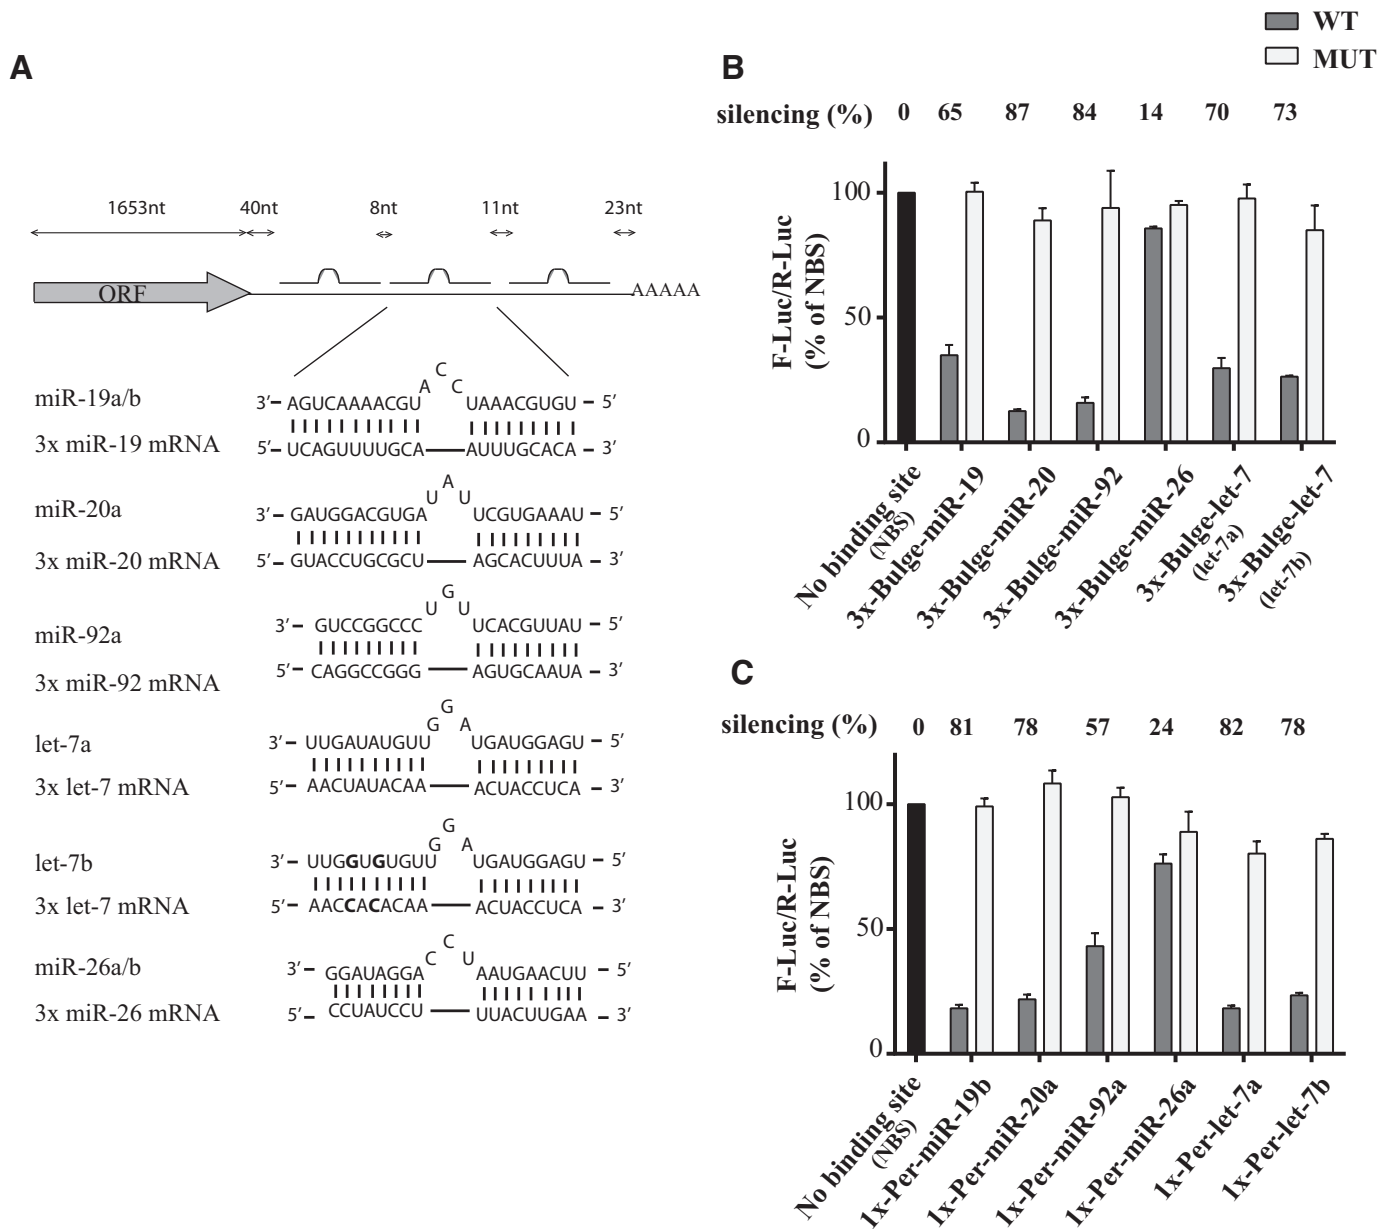 A
1653nt 40nt 8nt 11nt 23nt
ORF AAAAA
miR-19a/b
3′– AGUCAAAACGU A C C UAAACGUGU – 5′
3x miR-19 mRNA
5′– UCAGUUUUGCA AUUUGCACA – 3′
miR-20a
3′– GAUGGACGUGA U A U UCGUGAAAU – 5′
3x miR-20 mRNA
5′– GUACCUGCGCU AGCACUUUA – 3′
miR-92a
3′– GUCCGGCCC U G U UCACGUUAU – 5′
3x miR-92 mRNA
5′– CAGGCCGGG AGUGCAAUA – 3′
let-7a
3′– UUGAUAUGUU G G A UGAUGGAGU – 5′
3x let-7 mRNA
5′– AACUAUACAA ACUACCUCA – 3′
let-7b
3′– UUGGUGUGUU G G A UGAUGGAGU – 5′
3x let-7 mRNA
5′– AACCACACAA ACUACCUCA – 3′
miR-26a/b
3′– GGAUAGGA C C U AAUGAACUU – 5′
3x miR-26 mRNA
5′– CCUAUCCU UUACUUGAA – 3′
WT
MUT
B
silencing (%) 0 65 87 84 14 70 73
F-Luc/R-Luc
(% of NBS)
100
50
0
No binding site
(NBS)
3x-Bulge-miR-19
3x-Bulge-miR-20
3x-Bulge-miR-92
3x-Bulge-miR-26
3x-Bulge-let-7
(let-7a)
3x-Bulge-let-7
(let-7b)
C
silencing (%) 0 81 78 57 24 82 78
F-Luc/R-Luc
(% of NBS)
100
50
0
No binding site
(NBS)
1x-Per-miR-19b
1x-Per-miR-20a
1x-Per-miR-92a
1x-Per-miR-26a
1x-Per-let-7a
1x-Per-let-7b